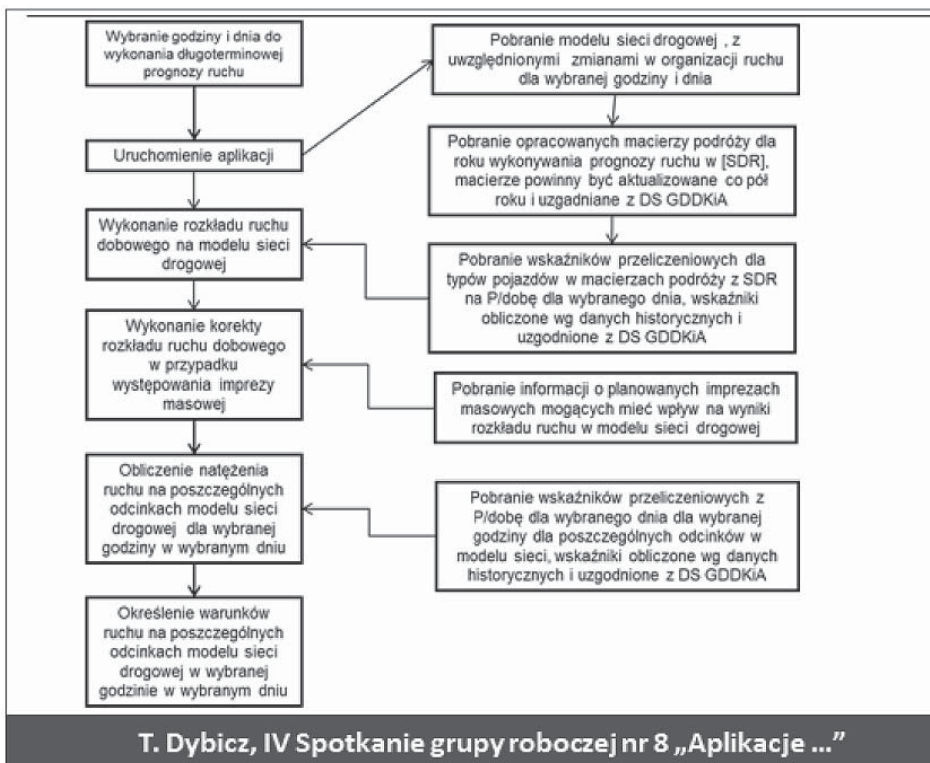 Wybranie godziny i dnia do
wykonania długoterminowej
prognozy ruchu
Uruchomienie aplikacji
Wykonanie rozkładu ruchu
dobowego na modelu sieci
drogowej
Wykonanie korekty
rozkładu ruchu dobowego
w przypadku
występowania imprezy
masowej
Obliczenie natężenia
ruchu na poszczególnych
odcinkach modelu sieci
drogowej dla wybranej
godziny w wybranym dniu
Określenie warunków
ruchu na poszczególnych
odcinkach modelu sieci
drogowej w wybranej
godzinie w wybranym dniu
Pobranie modelu sieci drogowej , z
uwzględnionymi zmianami w organizacji ruchu
dla wybranej godziny i dnia
Pobranie opracowanych macierzy podróży dla
roku wykonywania prognozy ruchu w [SDR],
macierze powinny być aktualizowane co pół
roku i uzgadniane z DS GDDKiA
Pobranie wskaźników przeliczeniowych dla
typów pojazdów w macierzach podróży z SDR
na P/dobę dla wybranego dnia, wskaźniki
obliczone wg danych historycznych i
uzgodnione z DS GDDKiA
Pobranie informacji o planowanych imprezach
masowych mogących mieć wpływ na wyniki
rozkładu ruchu w modelu sieci drogowej
Pobranie wskaźników przeliczeniowych z
P/dobę dla wybranego dnia dla wybranej
godziny dla poszczególnych odcinków w
modelu sieci, wskaźniki obliczone wg danych
historycznych i uzgodnione z DS GDDKiA
T. Dybicz, IV Spotkanie grupy roboczej nr 8 „Aplikacje ...”